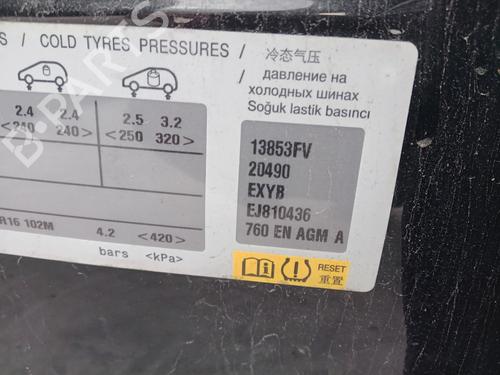 S / COLD TYRES PRESSURES / 冷态气压
/ давление на
холодных шинах
Soğuk lastik basıncı
2.4 2.4 2.5 3.2
<240 240> <250 320>
13853FV
20490
EXYB
EJ810436
760 EN AGM A
R16 102M 4.2 <420>
bars <kPa>
RESET
重置